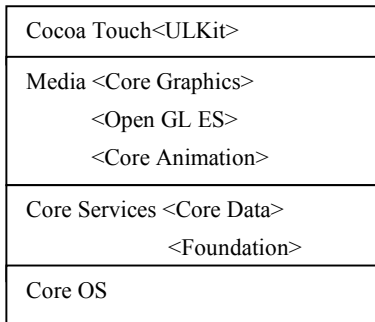 Cocoa Touch<ULKit>
Media <Core Graphics>
<Open GL ES>
<Core Animation>
Core Services <Core Data>
<Foundation>
Core OS